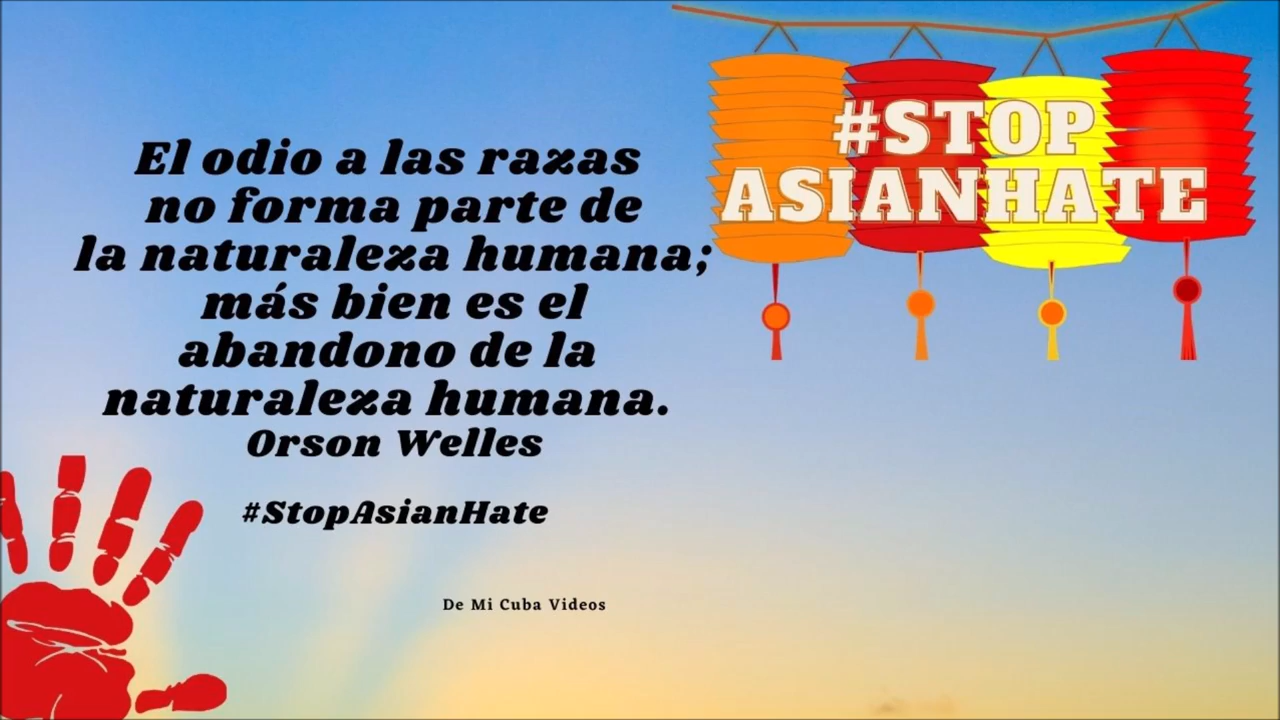 El odio a las razas
no forma parte de
la naturaleza humana;
más bien es el
abandono de la
naturaleza humana.
Orson Welles
#StopAsianHate
De Mi Cuba Videos
#STOP
ASIANHATE